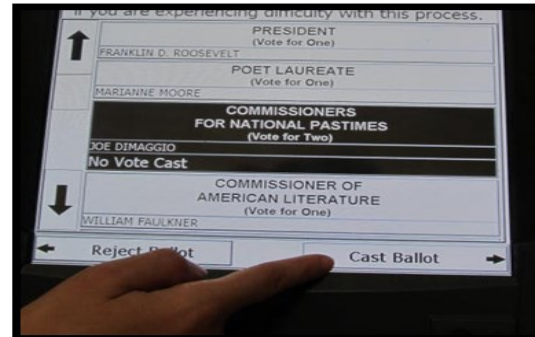 if you are experiencing difficulty with this process.
PRESIDENT
(Vote for One)
FRANKLIN D. ROOSEVELT
POET LAUREATE
(Vote for One)
MARIANNE MOORE
COMMISSIONERS
FOR NATIONAL PASTIMES
(Vote for Two)
JOE DIMAGGIO
No Vote Cast
COMMISSIONER OF
AMERICAN LITERATURE
(Vote for One)
WILLIAM FAULKNER
Reject Ballot
Cast Ballot